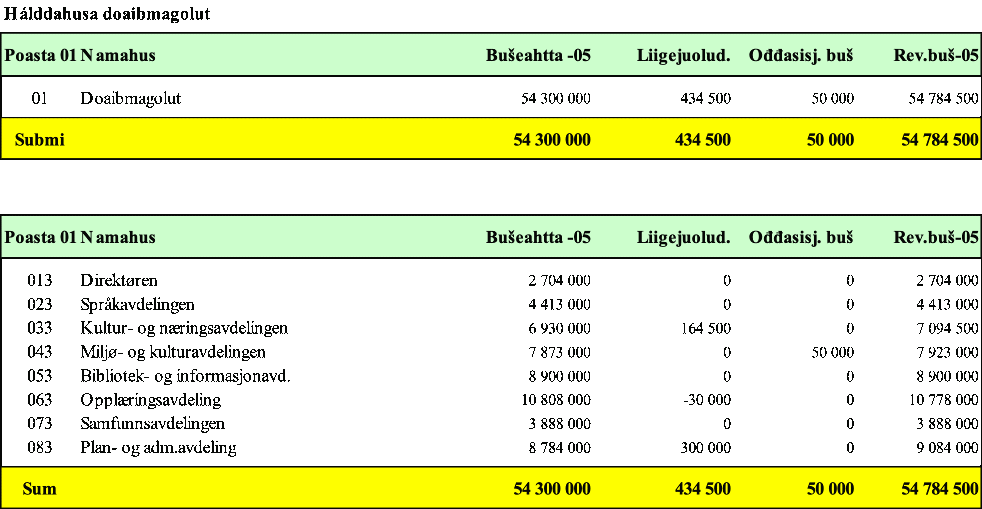 Hálddahusa doaibmagolut
Poasta 01 Namahus Bušeahtta -05 Liigejuolud. Ođđasisj. buš Rev.buš-05
01 Doaibmagolut 54 300 000 434 500 50 000 54 784 500
Submi 54 300 000 434 500 50 000 54 784 500
Poasta 01 Namahus Bušeahtta -05 Liigejuolud. Ođđasisj. buš Rev.buš-05
013 Direktøren 2 704 000 0 0 2 704 000
023 Språkavdelingen 4 413 000 0 0 4 413 000
033 Kultur- og næringsavdelingen 6 930 000 164 500 0 7 094 500
043 Miljø- og kulturavdelingen 7 873 000 0 50 000 7 923 000
053 Bibliotek- og informasjonavd. 8 900 000 0 0 8 900 000
063 Opplæringsavdeling 10 808 000 -30 000 0 10 778 000
073 Samfunnsavdelingen 3 888 000 0 0 3 888 000
083 Plan- og adm.avdeling 8 784 000 300 000 0 9 084 000
Sum 54 300 000 434 500 50 000 54 784 500